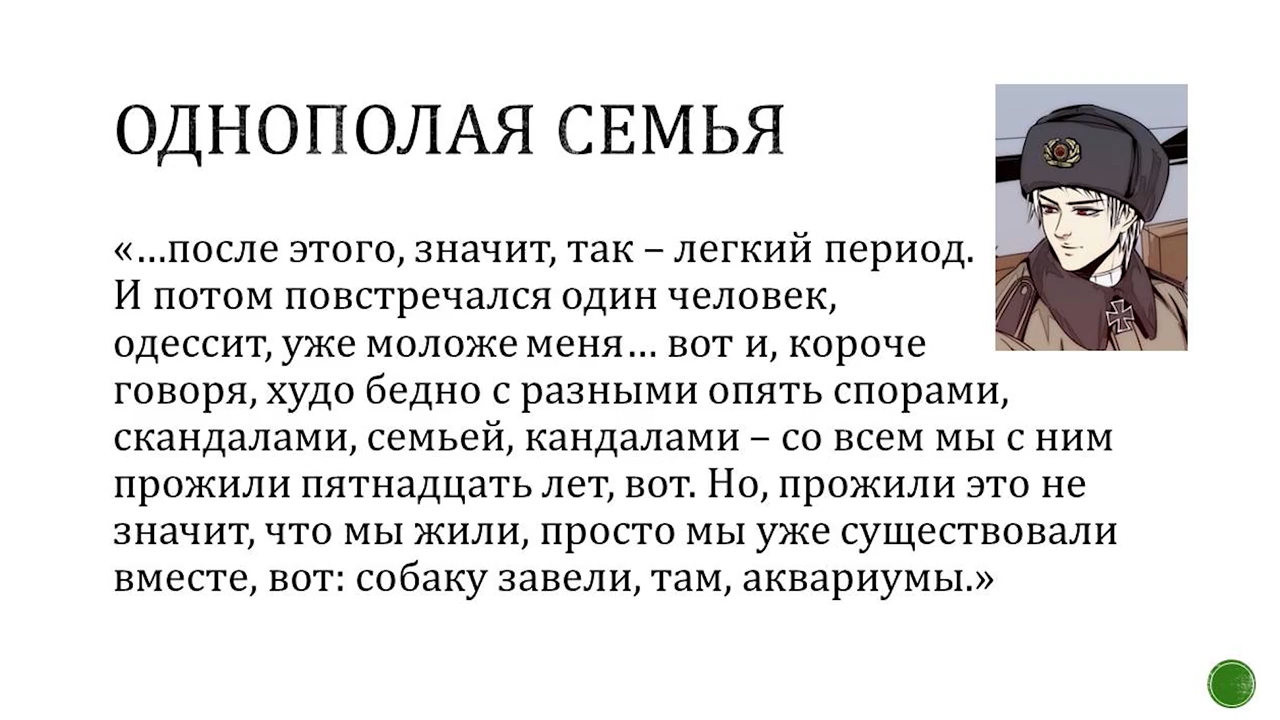 ОДНОПОЛАЯ СЕМЬЯ
«…после этого, значит, так – легкий период.
И потом повстречался один человек,
одессит, уже моложе меня… вот и, короче
говоря, худо бедно с разными опять спорами,
скандалами, семьей, кандалами – со всем мы с ним
прожили пятнадцать лет, вот. Но, прожили это не
значит, что мы жили, просто мы уже существовали
вместе, вот: собаку завели, там, аквариумы.»